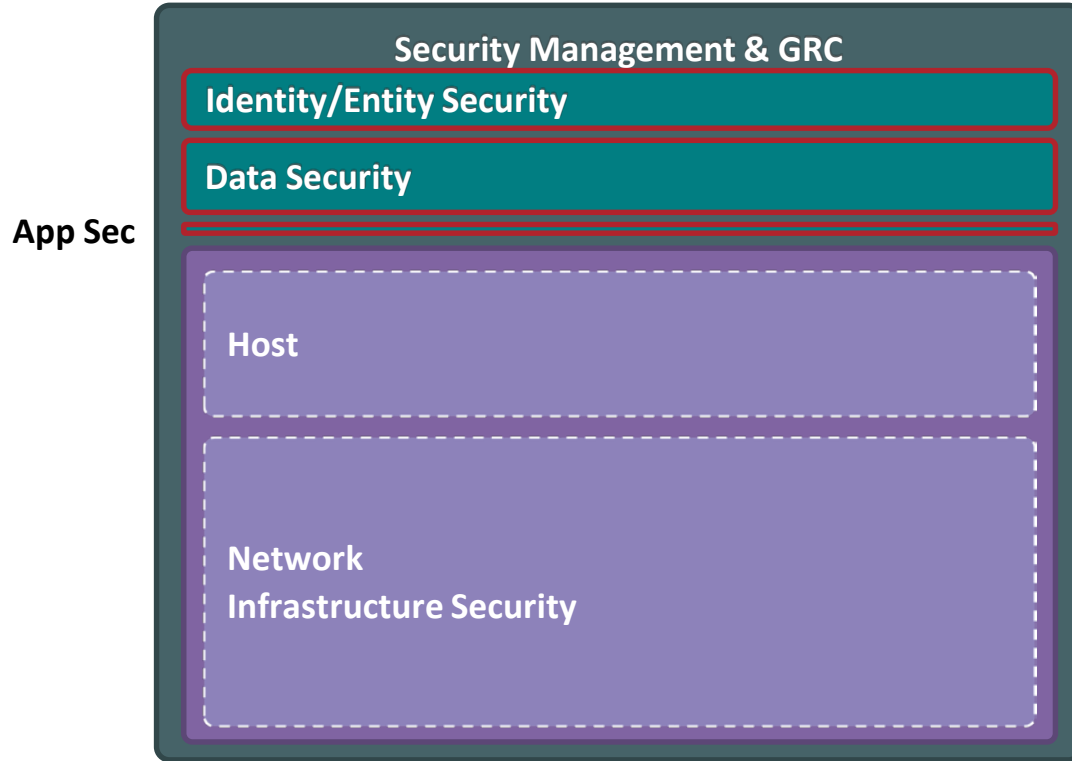 Security Management & GRC
Identity/Entity Security
Data Security
App Sec
Host
Network
Infrastructure Security